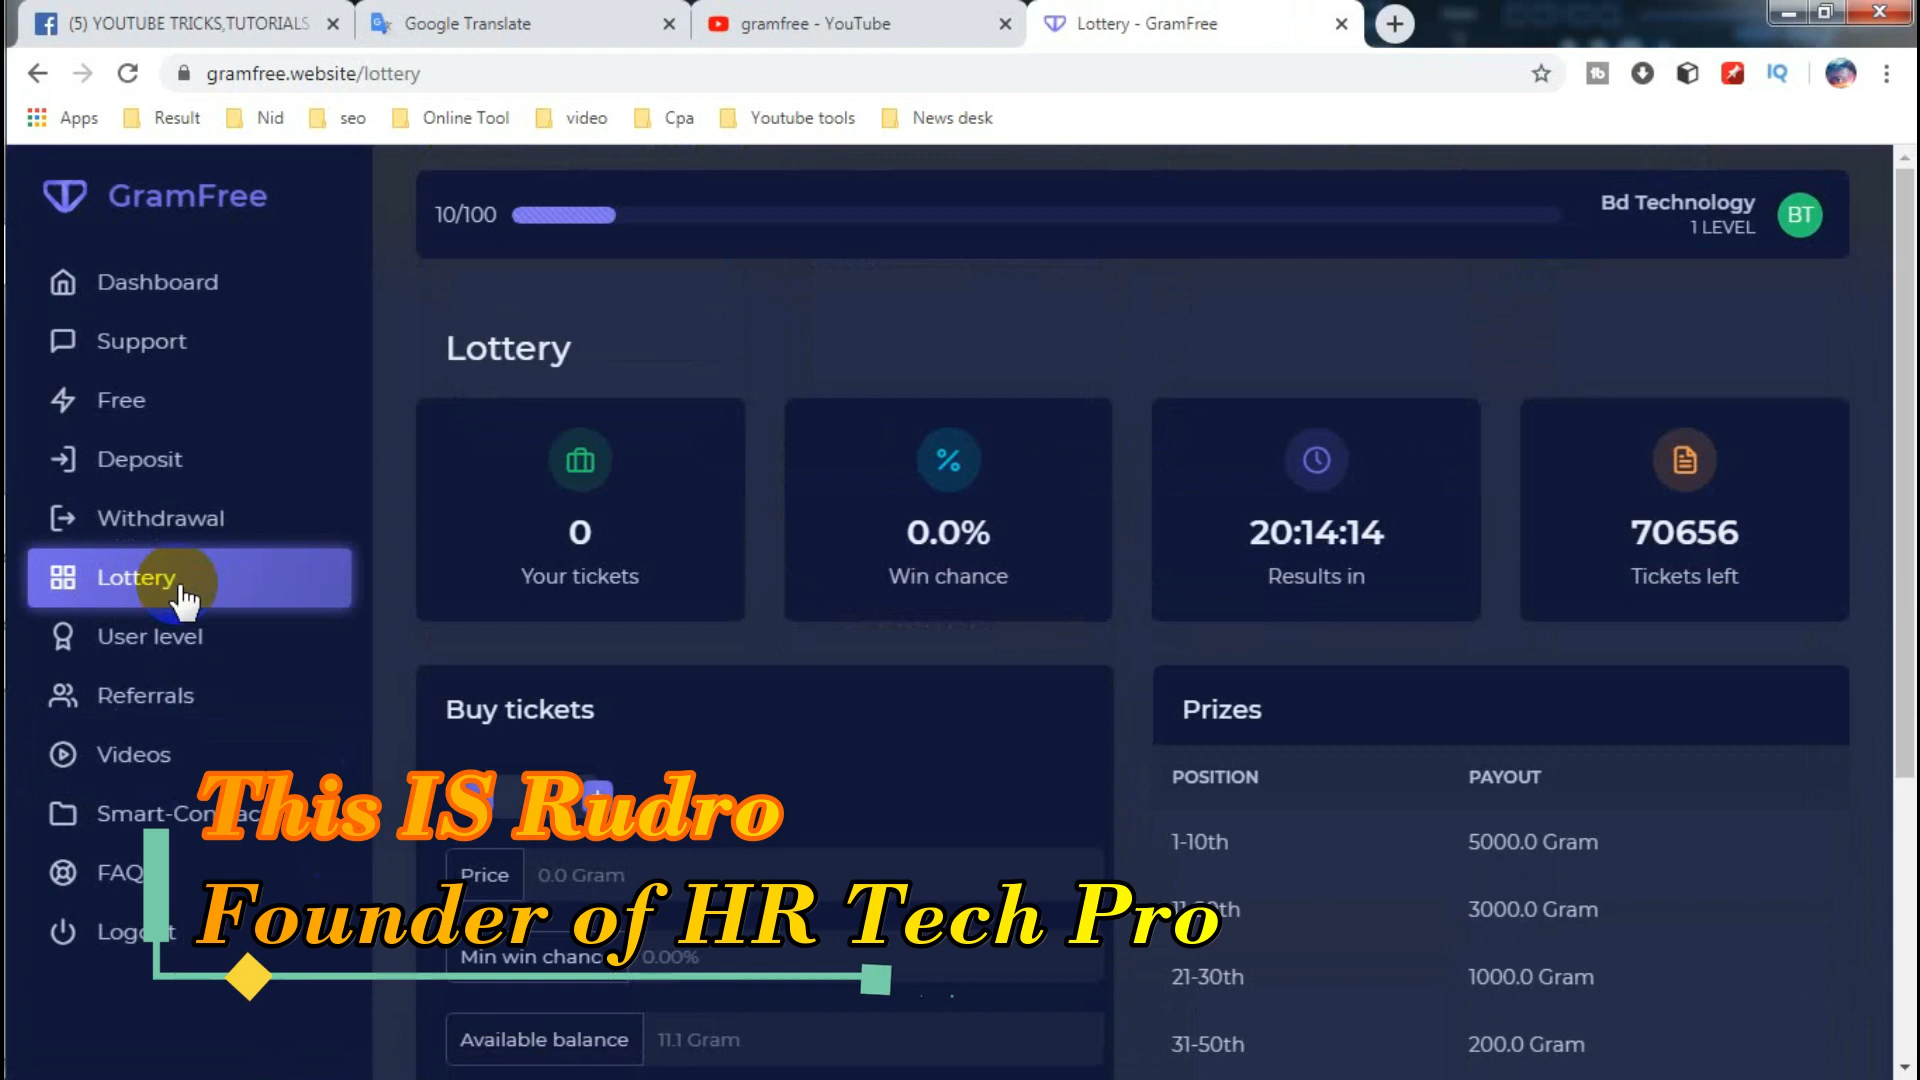 (5) YOUTUBE TRICKS,TUTORIALS
Google Translate
gramfree - YouTube
Lottery - GramFree
gramfree.website/lottery
Apps
Result
Nid
seo
Online Tool
video
Cpa
Youtube tools
News desk
GramFree
10/100
Bd Technology
1 LEVEL
BT
Dashboard
Support
Free
Deposit
Withdrawal
Lottery
User level
Referrals
Videos
FAQ
Lottery
0
Your tickets
0.0%
Win chance
20:14:14
Results in
70656
Tickets left
Buy tickets
Price
0.0 Gram
Min win chance
0.00%
Available balance
11.1 Gram
Prizes
POSITION
PAYOUT
1-10th
5000.0 Gram
3000.0 Gram
21-30th
1000.0 Gram
31-50th
200.0 Gram
This IS Rudro
Founder of HR Tech Pro